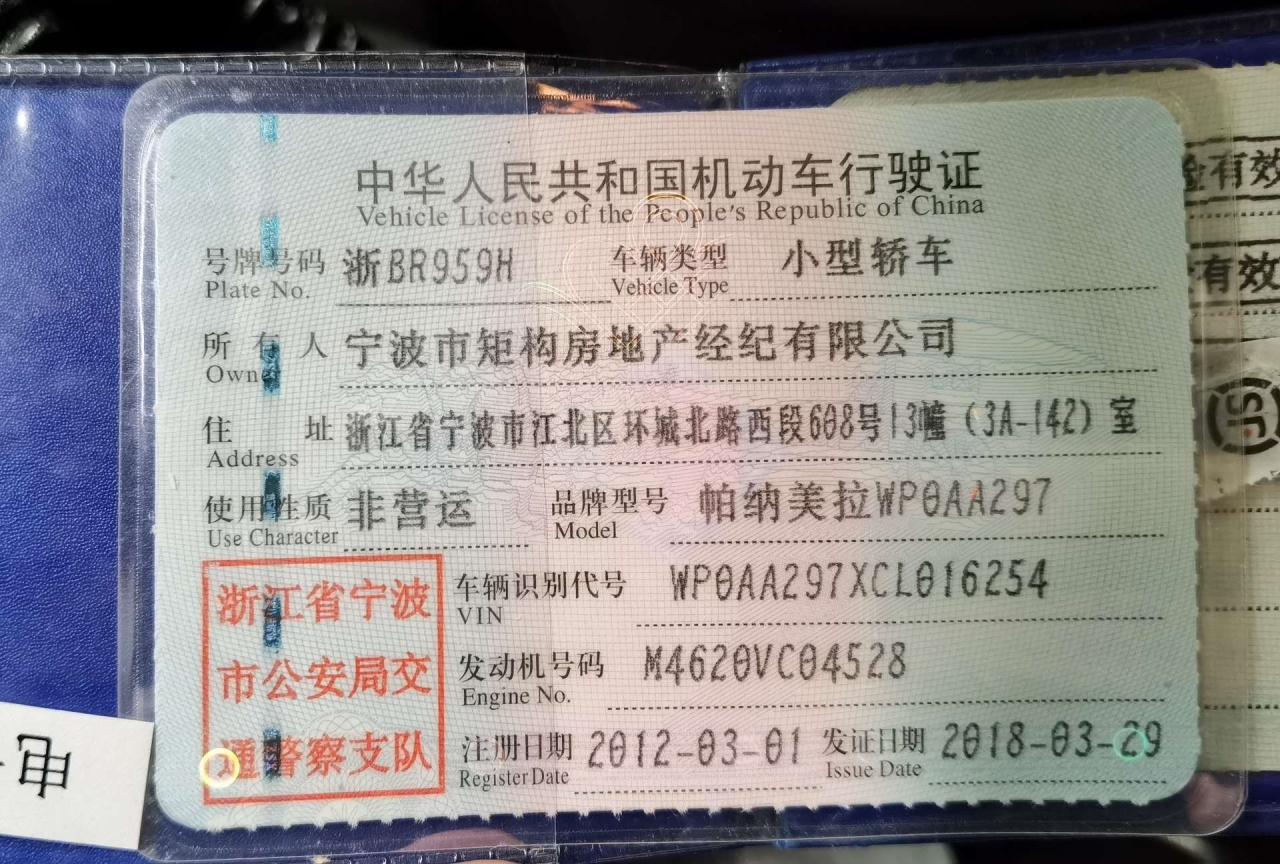 中华人民共和国机动车行驶证
Vehicle License of the People's Republic of China
号牌号码 浙BR959H 车辆类型 小型轿车
Plate No. Vehicle Type
所有人 宁波市矩构房地产经纪有限公司
Owner
住址 浙江省宁波市江北区环城北路西段608号13幢（3A-142）室
Address
使用性质 非营运 品牌型号 帕纳美拉WP0AA297
Use Character Model
浙江省宁波
市公安局交
通警察支队
车辆识别代号 WP0AA297XCL016254
VIN
发动机号码 M4620VC04528
Engine No.
注册日期 2012-03-01 发证日期 2018-03-29
Register Date Issue Date
有效
有效
电